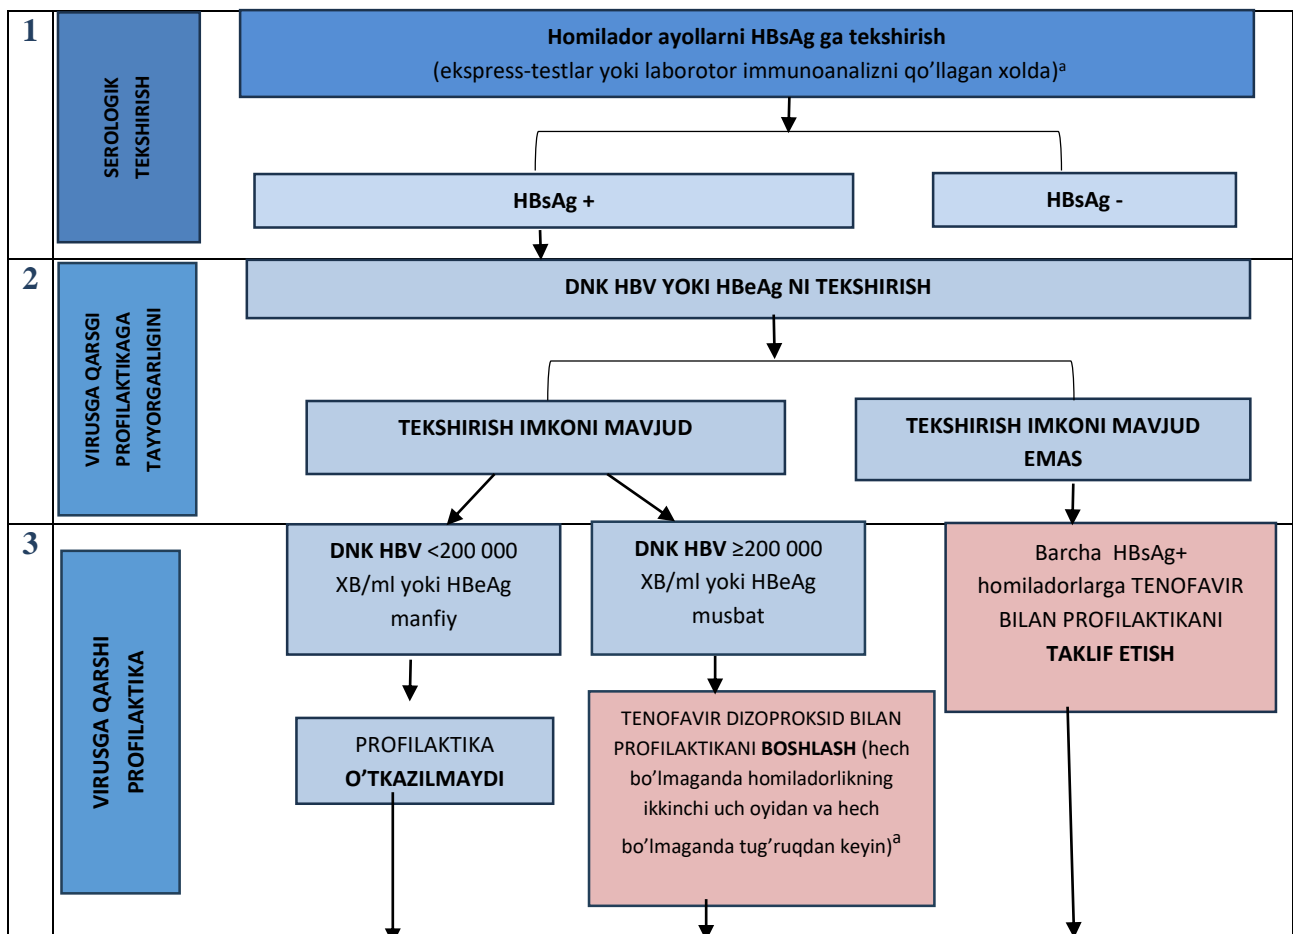 1
SEROLOGIK
TEKSHIRISH
Homilador ayollarni HBsAg ga tekshirish
(ekspress-testlar yoki laborotor immunoanalizni qo’llagan xolda)ᵃ
HBsAg +
HBsAg -
2
VIRUSGA QARSGI
PROFILAKTIKAGA
TAYYORGARLIGINI
DNK HBV YOKI HBeAg NI TEKSHIRISH
TEKSHIRISH IMKONI MAVJUD
TEKSHIRISH IMKONI MAVJUD
EMAS
3
VIRUSGA QARSHI
PROFILAKTIKA
DNK HBV <200 000
XB/ml yoki HBeAg
manfiy
DNK HBV ≥200 000
XB/ml yoki HBeAg
musbat
Barcha HBsAg+
homiladorlarga TENOFAVIR
BILAN PROFILAKTIKANI
TAKLIF ETISH
PROFILAKTIKA
O’TKAZILMAYDI
TENOFAVIR DIZOPROKSID BILAN
PROFILAKTIKANI BOSHLASH (hech
bo’lmaganda homiladorlikning
ikkinchi uch oyidan va hech
bo’lmaganda tug’ruqdan keyin)ᵃ